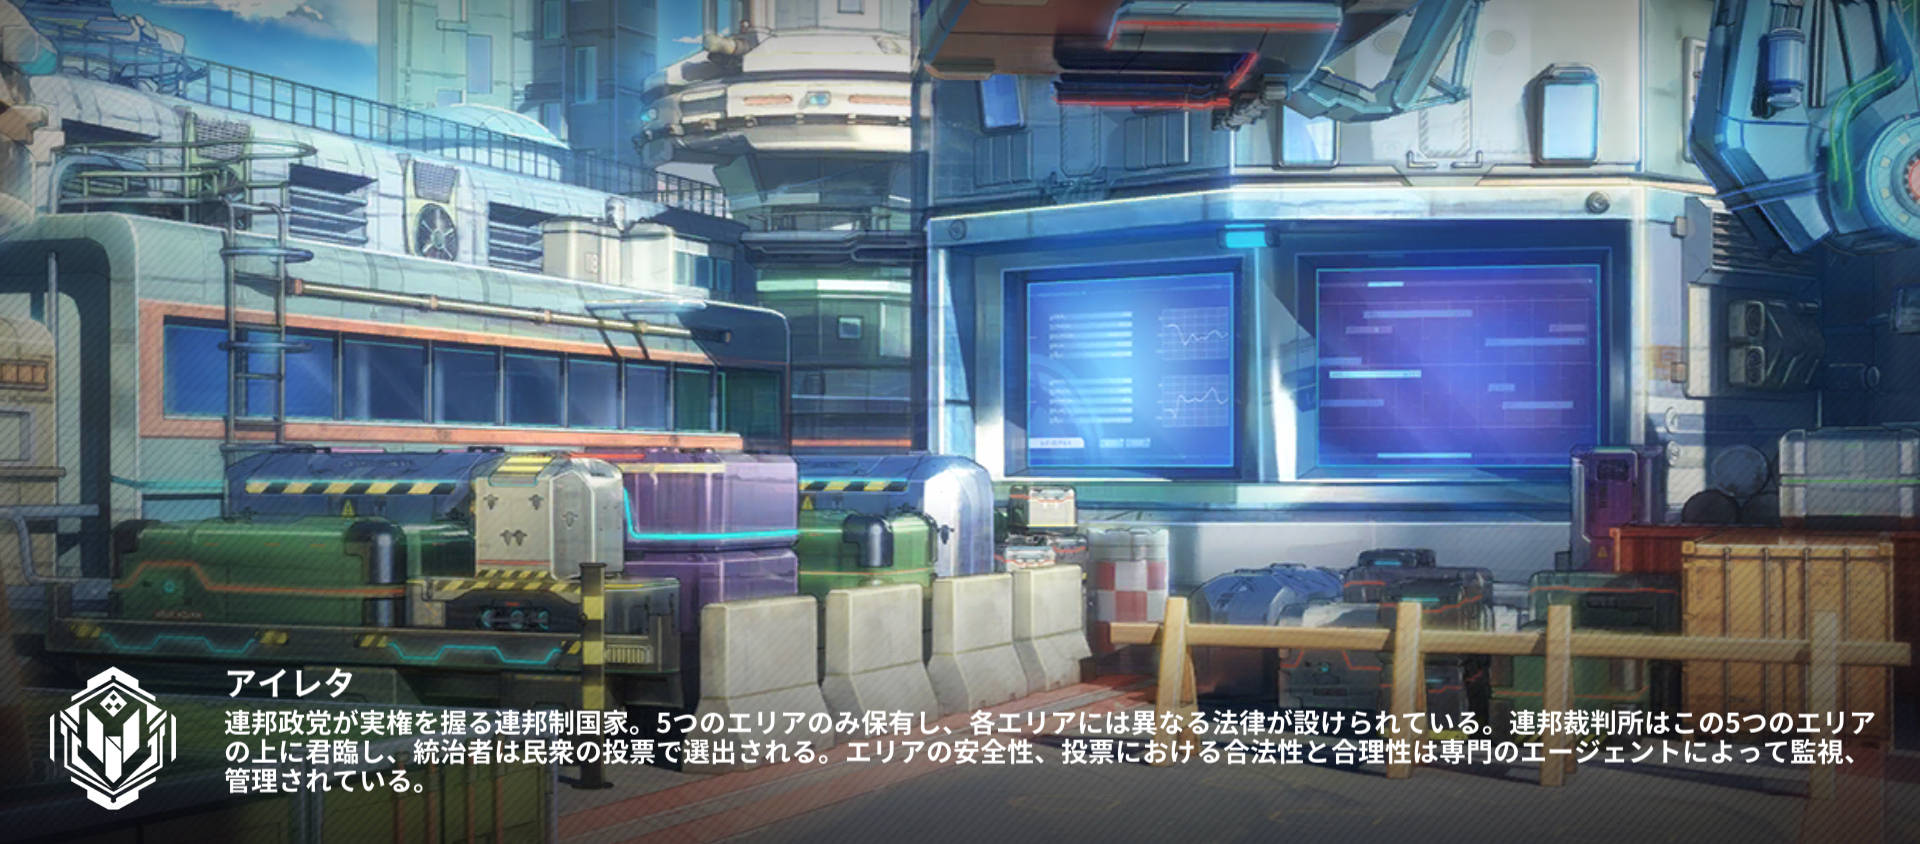 アイレタ
連邦政党が実権を握る連邦制国家。5つのエリアのみ保有し、各エリアには異なる法律が設けられている。連邦裁判所はこの5つのエリア
の上に君臨し、統治者は民衆の投票で選出される。エリアの安全性、投票における合法性と合理性は専門のエージェントによって監視、
管理されている。